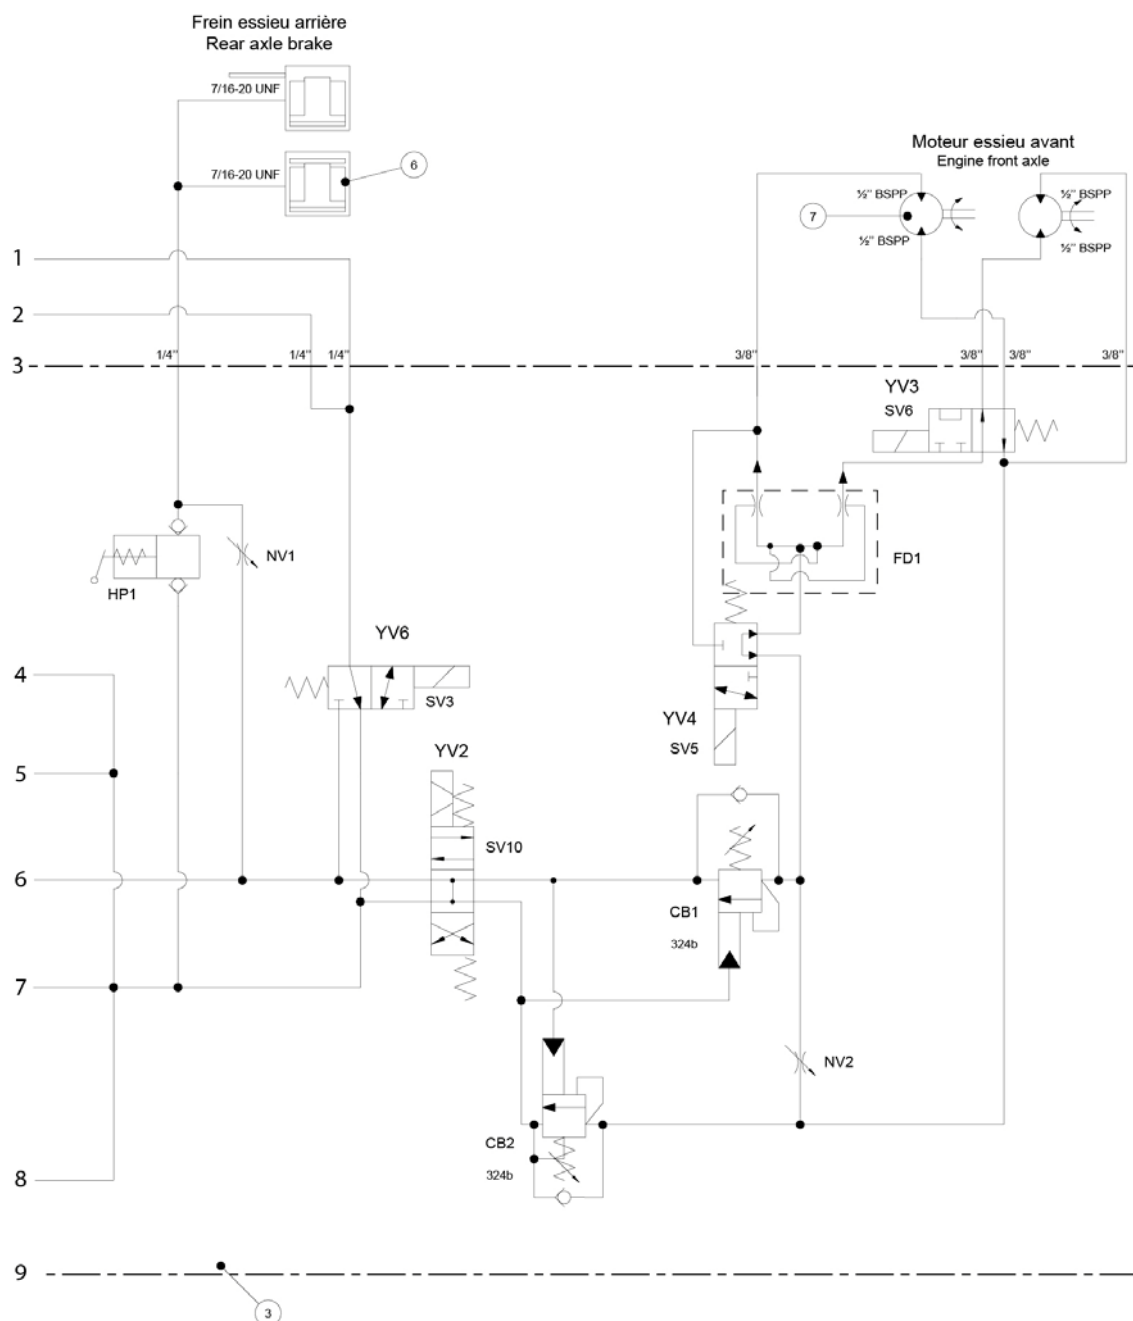 Frein essieu arrière
Rear axle brake
7/16-20 UNF
7/16-20 UNF
6
Moteur essieu avant
Engine front axle
½" BSPP
½" BSPP
7
½" BSPP
½" BSPP
1
2
1/4" 1/4" 1/4" 3/8" 3/8" 3/8" 3/8"
3
YV3
SV6
NV1
FD1
HP1
YV6
4
SV3
YV4
SV5
YV2
5
SV10
6
CB1
324b
7
NV2
CB2
324b
8
9
3